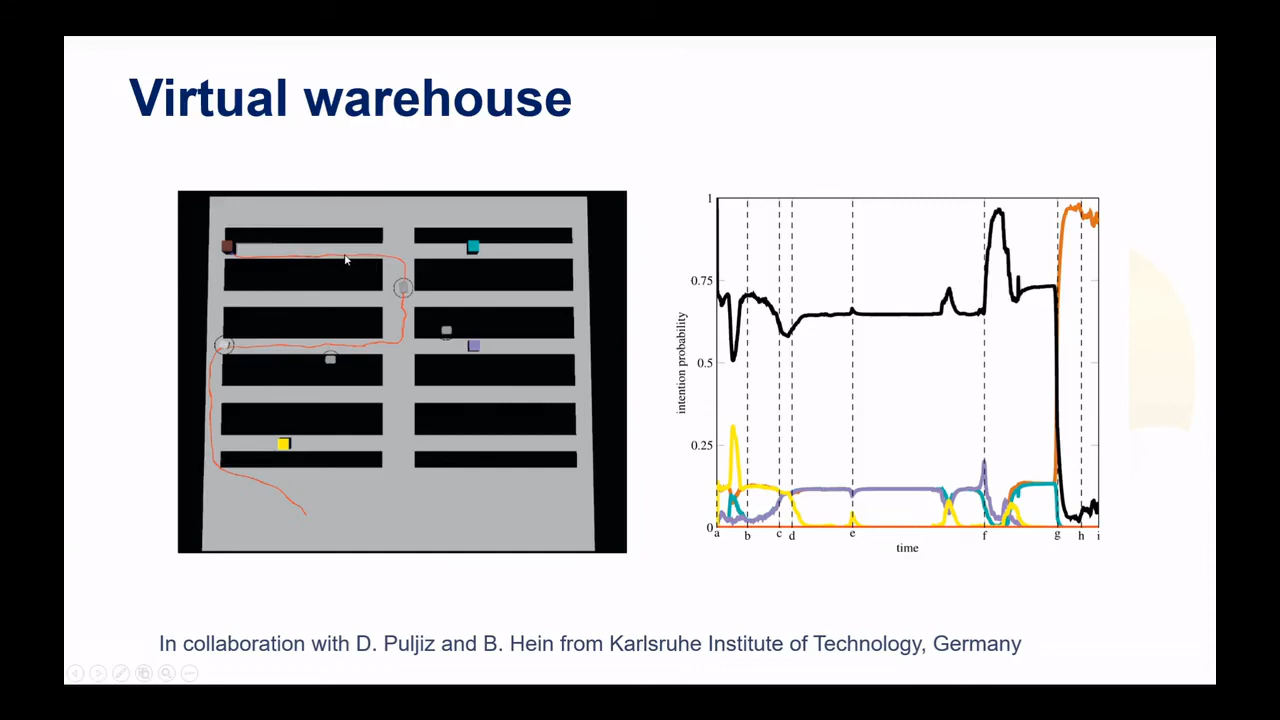 Virtual warehouse
1
0.75
0.5
0.25
0
intention probability
a b c d e f g h i
time
In collaboration with D. Puljiz and B. Hein from Karlsruhe Institute of Technology, Germany